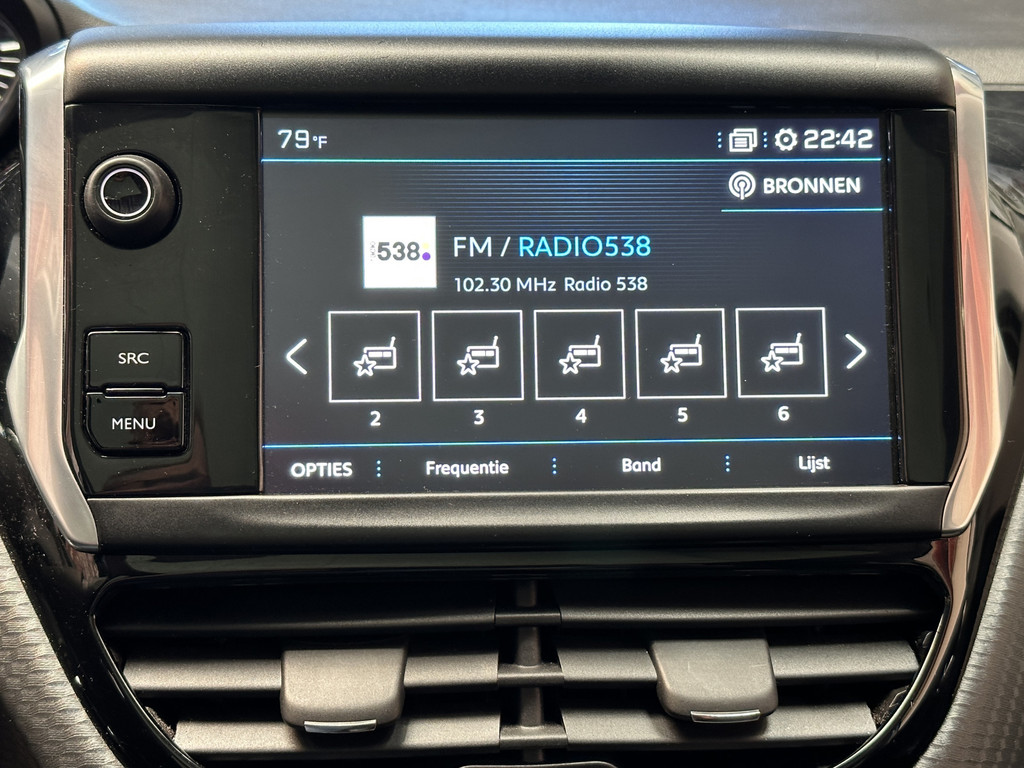 79°F
22:42
BRONNEN
538
FM / RADIO538
102.30 MHz Radio 538
SRC
MENU
2 3 4 5 6
OPTIES Frequentie Band Lijst